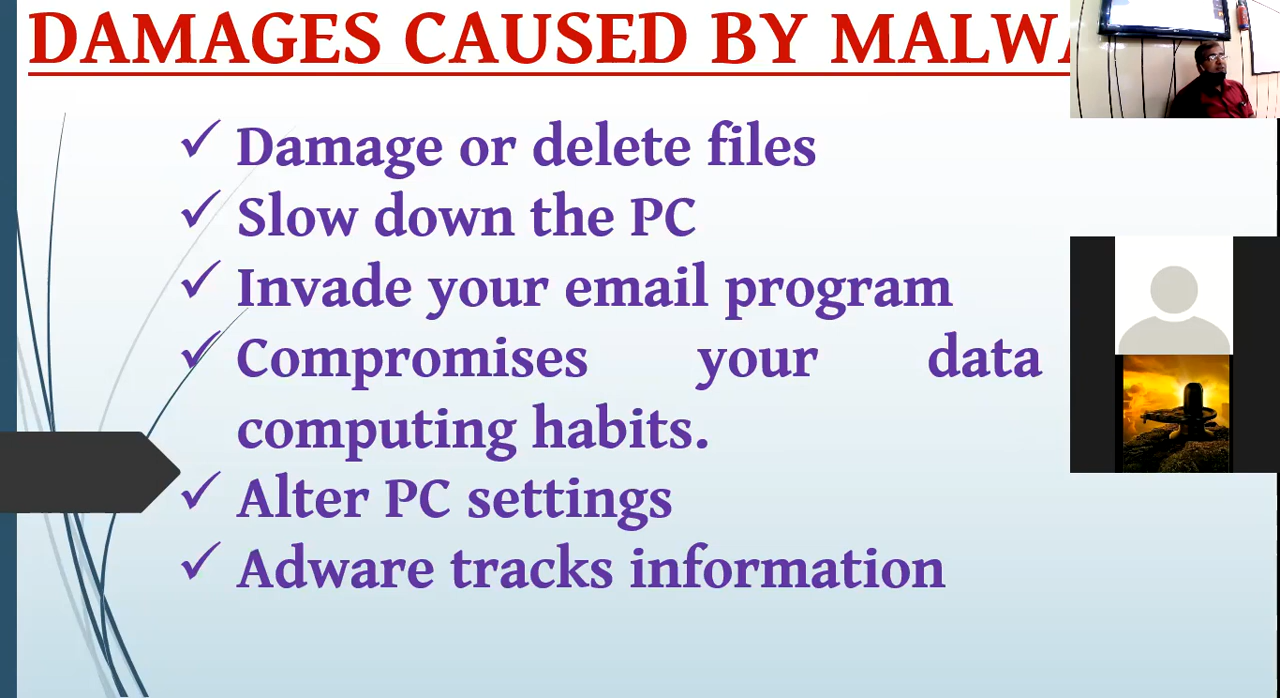 DAMAGES CAUSED BY
✓ Damage or delete files
✓ Slow down the PC
✓ Invade your email program
✓ Compromises your data
computing habits.
✓ Alter PC settings
✓ Adware tracks information